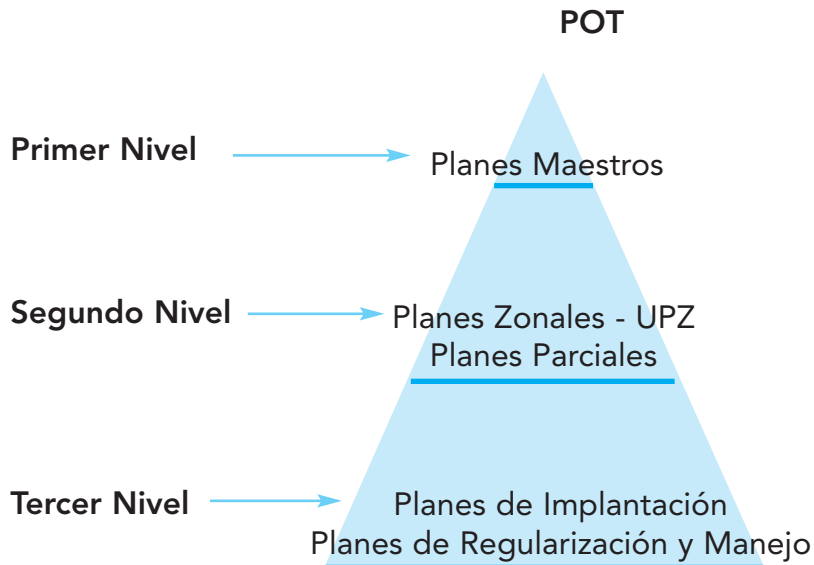 POT
Primer Nivel
Planes Maestros
Segundo Nivel
Planes Zonales - UPZ
Planes Parciales
Tercer Nivel
Planes de Implantación
Planes de Regularización y Manejo